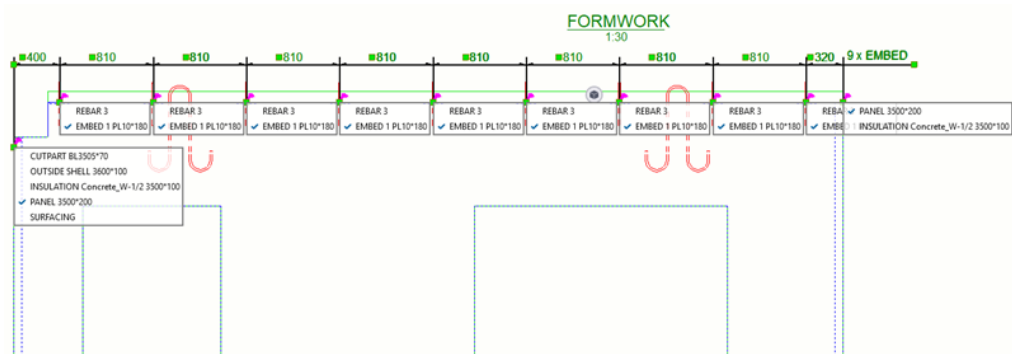 FORMWORK
1:30
400 810 810 810 810 810 810 810 810 320 9 x EMBED
REBAR 3 REBAR 3 REBAR 3 REBAR 3 REBAR 3 REBAR 3 REBAR 3 REBAR 3 REBA PANEL 3500*200
EMBED 1 PL10*180 EMBED 1 PL10*180 EMBED 1 PL10*180 EMBED 1 PL10*180 EMBED 1 PL10*180 EMBED 1 PL10*180 EMBED 1 PL10*180 EMBED 1 PL10*180 EMBED INSULATION Concrete_W-1/2 3500*100
CUTPART BL3505*70
OUTSIDE SHELL 3600*100
INSULATION Concrete_W-1/2 3500*100
PANEL 3500*200
SURFACING